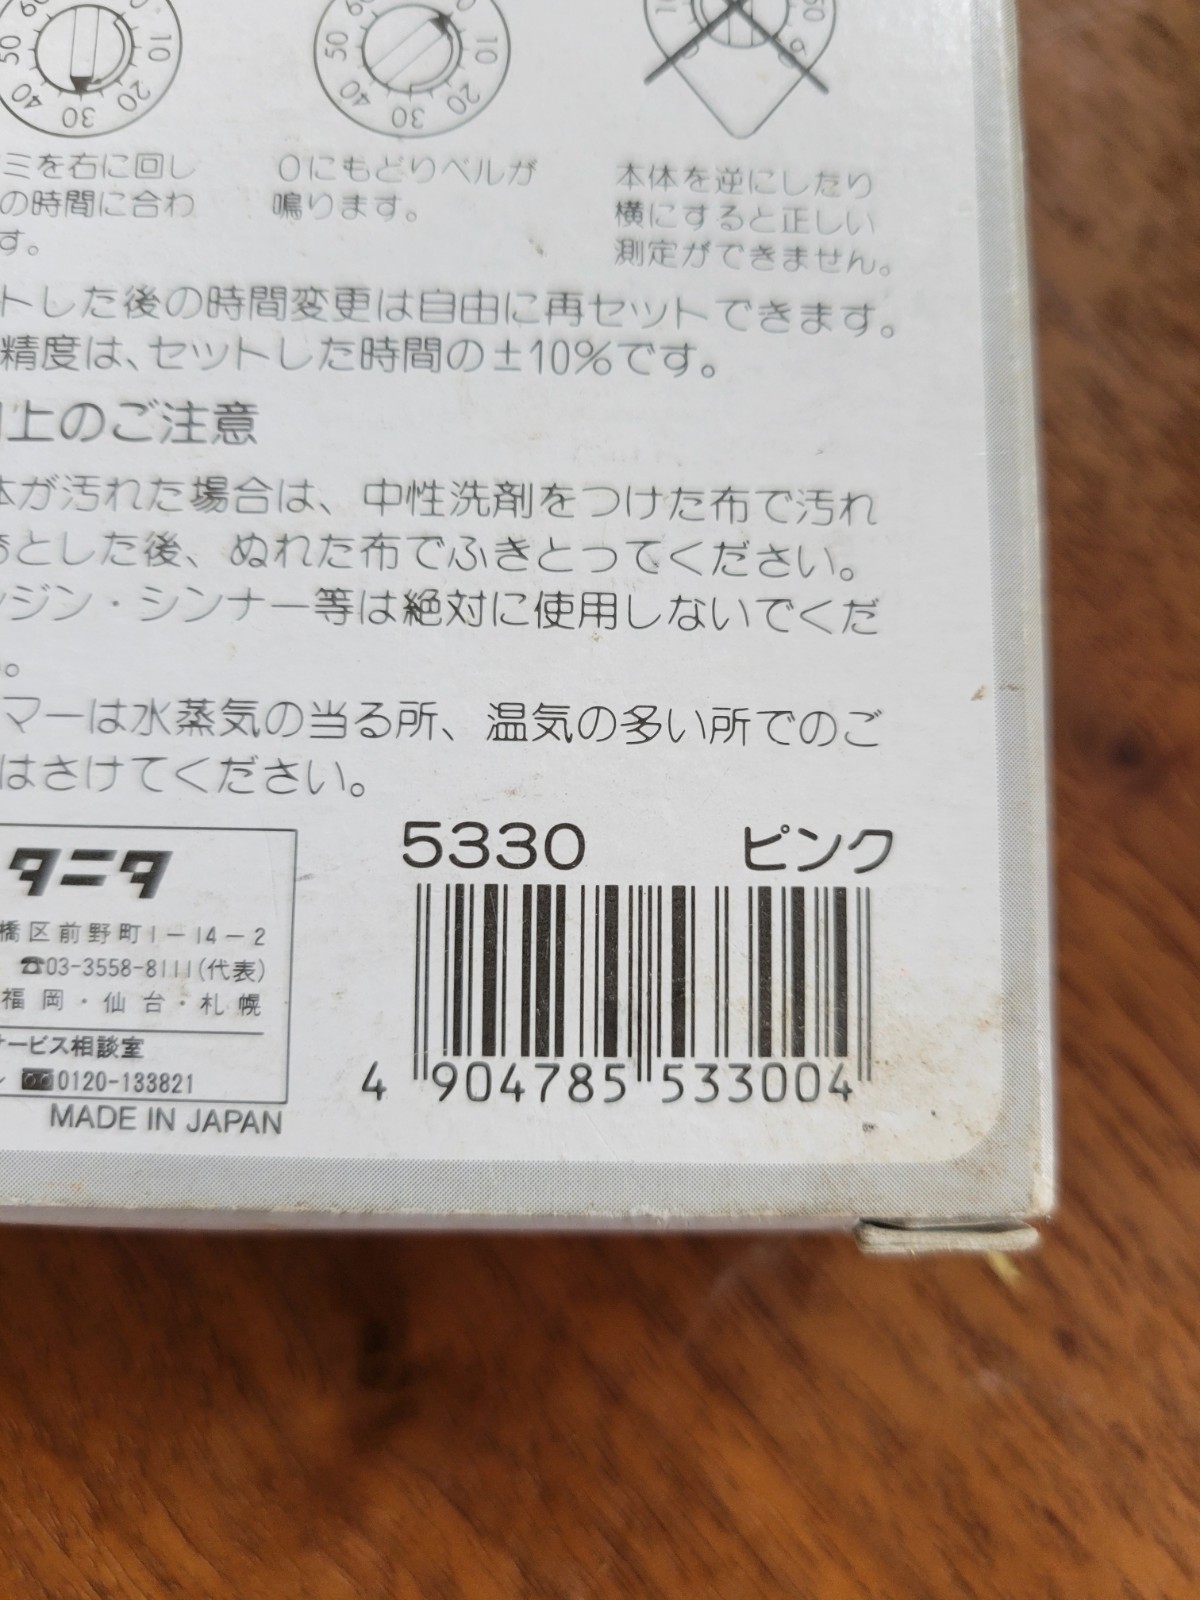 60 0 10 20 30 40 50
60 0 10 20 30 40 50
10 50
ミを右に回し
の時間に合わ
す。
0にもどりベルが
鳴ります。
本体を逆にしたり
横にすると正しい
測定ができません。
トした後の時間変更は自由に再セットできます。
精度は、セットした時間の±10%です。
上のご注意
体が汚れた場合は、中性洗剤をつけた布で汚れ
おとした後、ぬれた布でふきとってください。
ンジン・シンナー等は絶対に使用しないでくだ
い。
マーは水蒸気の当る所、温気の多い所でのご
はさけてください。
タニタ
橋区前野町1-14-2
☎03-3558-8111(代表)
福岡・仙台・札幌
サービス相談室
0120-133821
MADE IN JAPAN
5330 ピンク
4 904785 533004